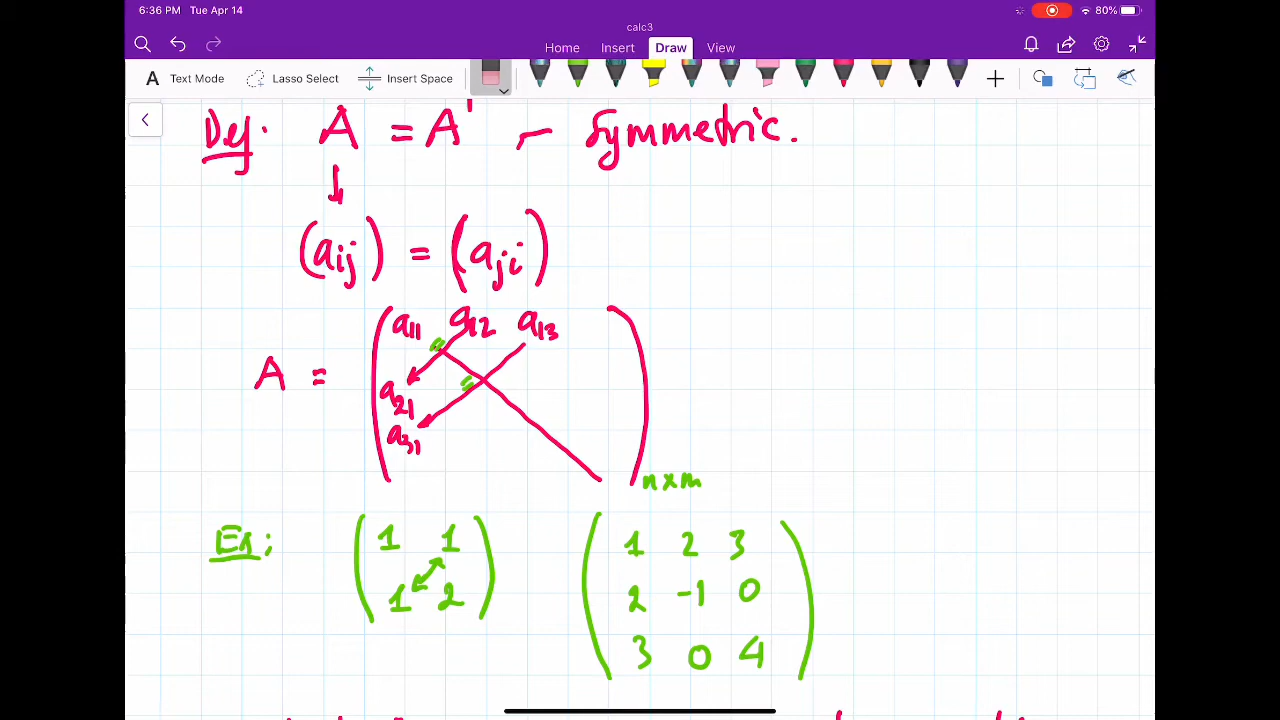 6:36 PM Tue Apr 14 80%
calc3
Home Insert Draw View
A Text Mode Lasso Select Insert Space
Def: A = A' – Symmetric.
(aij) = (aji)
a11 a12 a13
A = a21
a31
n×m
Ex: 1 1 1 2 3
1 2 2 -1 0
3 0 4